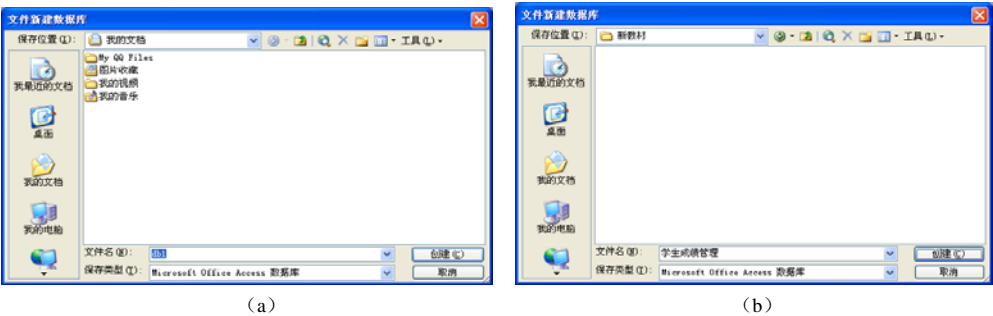 文件新建数据库
保存位置(I): 我的文档 工具(L)
My QQ Files
图片收藏
我的视频
我的音乐
我最近的文档
桌面
我的文档
我的电脑
文件名(N): db1 创建(C)
保存类型(T): Microsoft Office Access 数据库 取消
(a)
文件新建数据库
保存位置(I): 新教材 工具(L)
我最近的文档
桌面
我的文档
我的电脑
文件名(N): 学生成绩管理 创建(C)
保存类型(T): Microsoft Office Access 数据库 取消
(b)